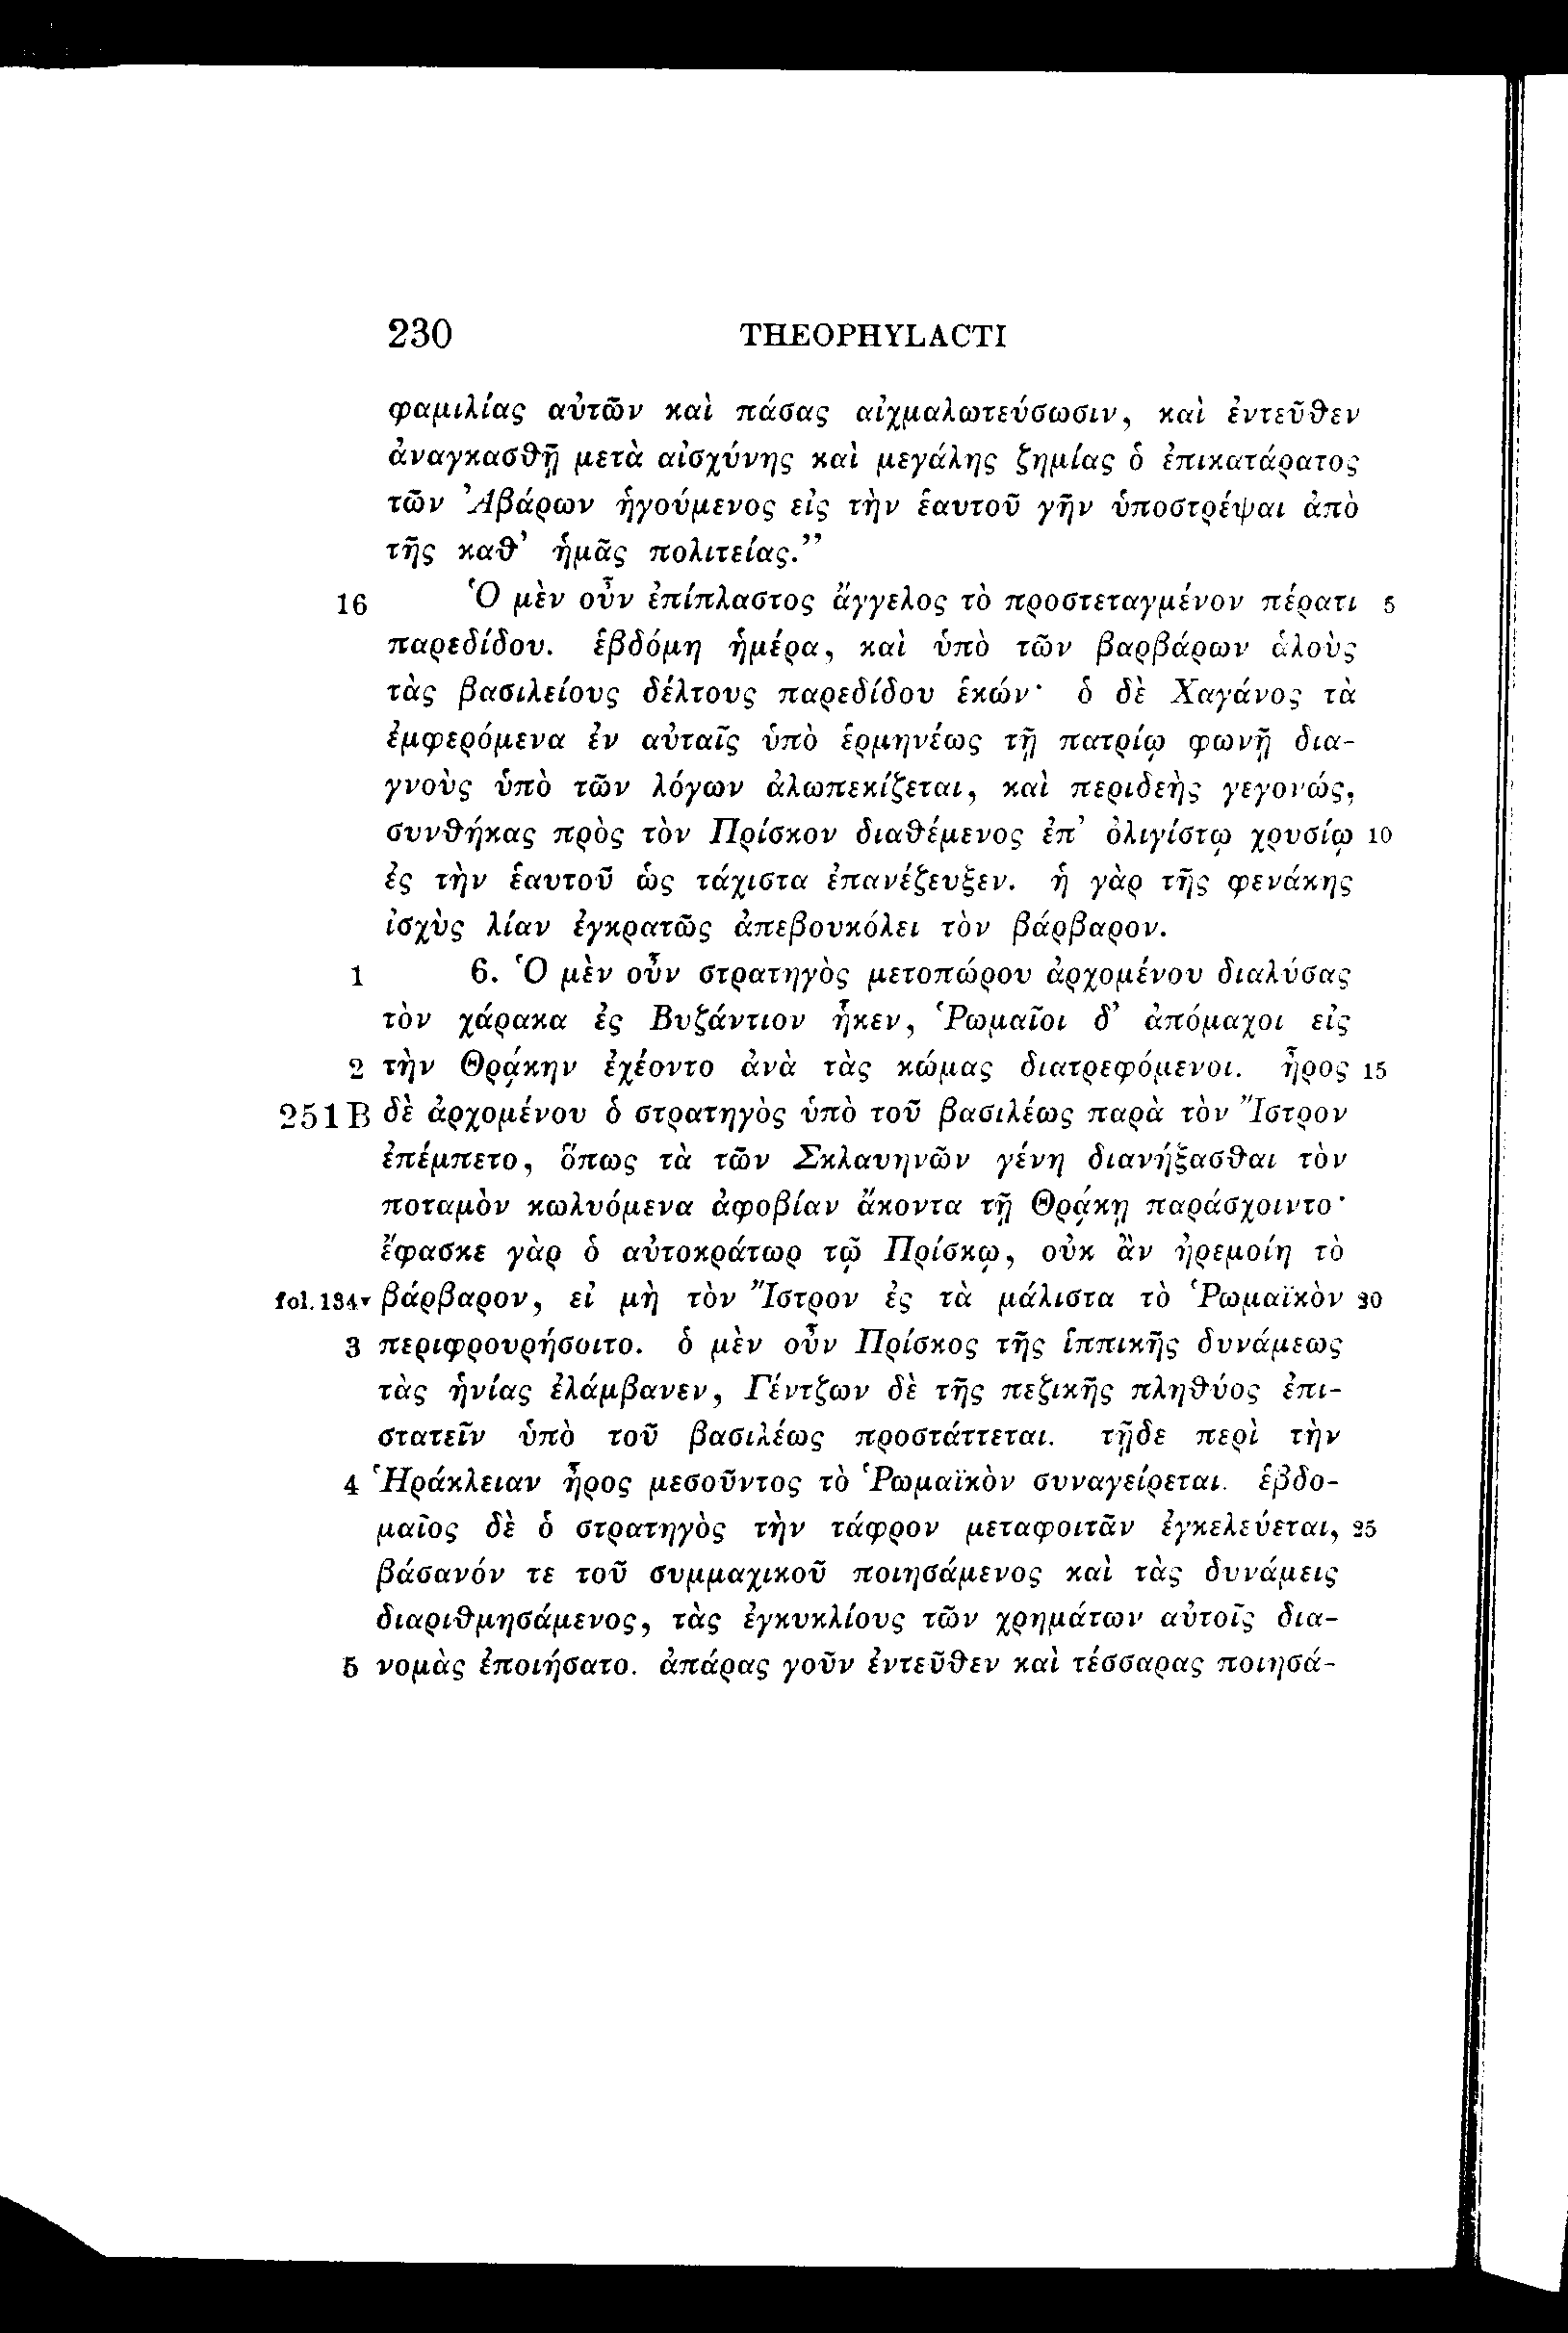 230 THEOPHYLACTI
φαμιλίας αὐτῶν καὶ πάσας αἰχμαλωτεύσωσιν, καὶ ἐντεῦθεν
ἀναγκασθῇ μετὰ αἰσχύνης καὶ μεγάλης ζημίας ὁ ἐπικατάρατος
τῶν Ἀβάρων ἡγούμενος εἰς τὴν ἑαυτοῦ γῆν ὑποστρέψαι ἀπὸ
τῆς καθ’ ἡμᾶς πολιτείας.”
16 Ὁ μὲν οὖν ἐπίπλαστος ἄγγελος τὸ προστεταγμένον πέρατι 5
παρεδίδου. ἑβδόμη ἡμέρα, καὶ ὑπὸ τῶν βαρβάρων ἁλοὺς
τὰς βασιλείους δέλτους παρεδίδου ἑκών· ὁ δὲ Χαγάνος τὰ
ἐμφερόμενα ἐν αὐταῖς ὑπὸ ἑρμηνέως τῇ πατρίῳ φωνῇ δια-
γνοὺς ὑπὸ τῶν λόγων ἀλωπεκίζεται, καὶ περιδεὴς γεγονώς,
συνθήκας πρὸς τὸν Πρίσκον διαθέμενος ἐπ’ ὀλιγίστῳ χρυσίῳ 10
ἐς τὴν ἑαυτοῦ ὡς τάχιστα ἐπανέζευξεν. ἡ γὰρ τῆς φενάκης
ἰσχὺς λίαν ἐγκρατῶς ἀπεβουκόλει τὸν βάρβαρον.
1 6. Ὁ μὲν οὖν στρατηγὸς μετοπώρου ἀρχομένου διαλύσας
τὸν χάρακα ἐς Βυζάντιον ἧκεν, Ῥωμαῖοι δ’ ἀπόμαχοι εἰς
2 τὴν Θρᾴκην ἐχέοντο ἀνὰ τὰς κώμας διατρεφόμενοι. ἦρος 15
251B δὲ ἀρχομένου ὁ στρατηγὸς ὑπὸ τοῦ βασιλέως παρὰ τὸν Ἴστρον
ἐπέμπετο, ὅπως τὰ τῶν Σκλαυηνῶν γένη διανήξασθαι τὸν
ποταμὸν κωλυόμενα ἀφοβίαν ἄκοντα τῇ Θρᾴκῃ παράσχοιντο·
ἔφασκε γὰρ ὁ αὐτοκράτωρ τῷ Πρίσκῳ, οὐκ ἂν ἠρεμοίη τὸ
fol. 134v βάρβαρον, εἰ μὴ τὸν Ἴστρον ἐς τὰ μάλιστα τὸ Ῥωμαϊκὸν 20
3 περιφρουρήσοιτο. ὁ μὲν οὖν Πρίσκος τῆς ἱππικῆς δυνάμεως
τὰς ἡνίας ἐλάμβανεν, Γέντζων δὲ τῆς πεζικῆς πληθύος ἐπι-
στατεῖν ὑπὸ τοῦ βασιλέως προστάττεται. τῇδε περὶ τὴν
4 Ἡράκλειαν ἦρος μεσοῦντος τὸ Ῥωμαϊκὸν συναγείρεται. ἑβδο-
μαῖος δὲ ὁ στρατηγὸς τὴν τάφρον μεταφοιτᾶν ἐγκελεύεται, 25
βάσανόν τε τοῦ συμμαχικοῦ ποιησάμενος καὶ τὰς δυνάμεις
διαριθμησάμενος, τὰς ἐγκυκλίους τῶν χρημάτων αὐτοῖς δια-
5 νομὰς ἐποιήσατο. ἀπάρας γοῦν ἐντεῦθεν καὶ τέσσαρας ποιησά-